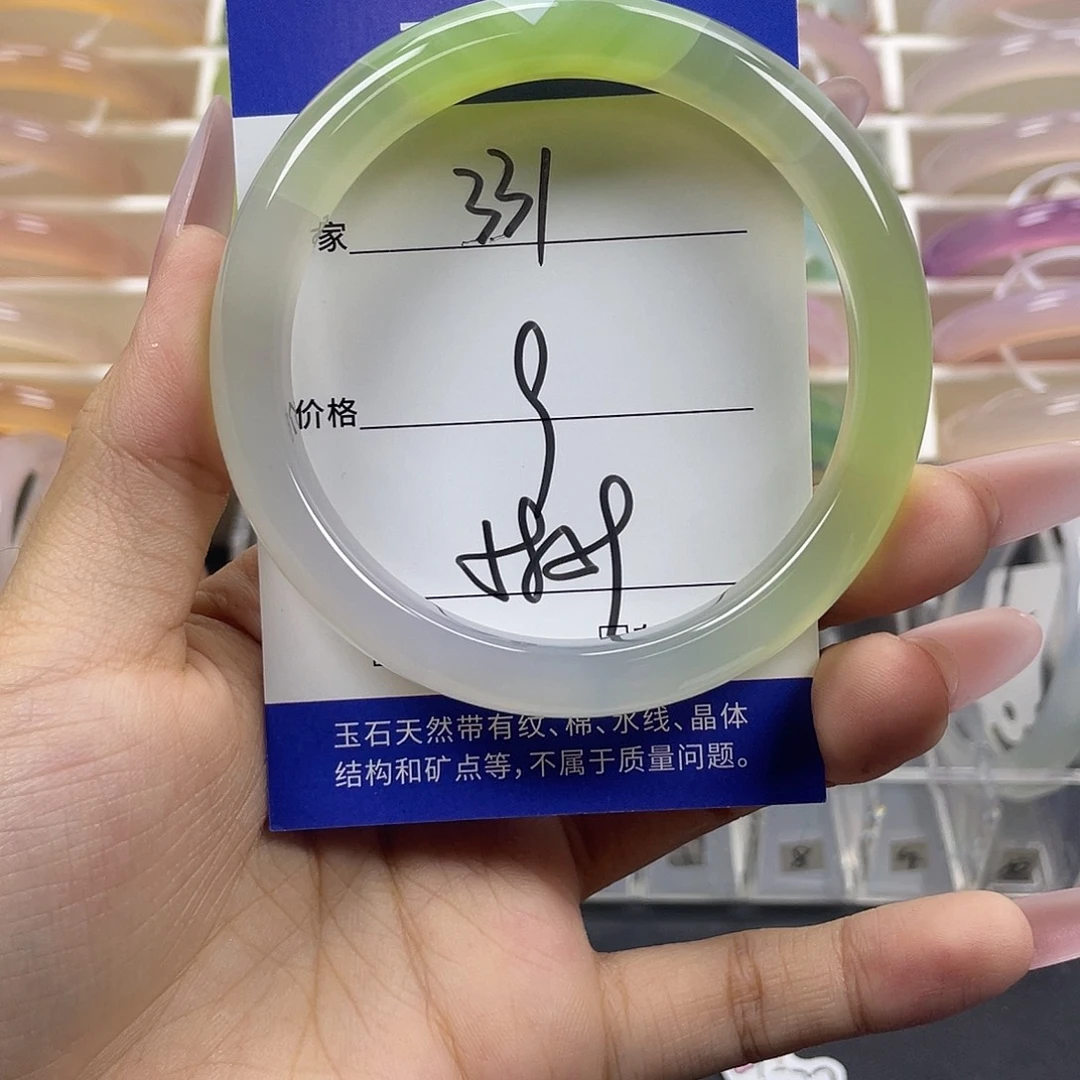 家 331
价格
玉石天然带有纹、棉、水线、晶体
结构和矿点等,不属于质量问题。